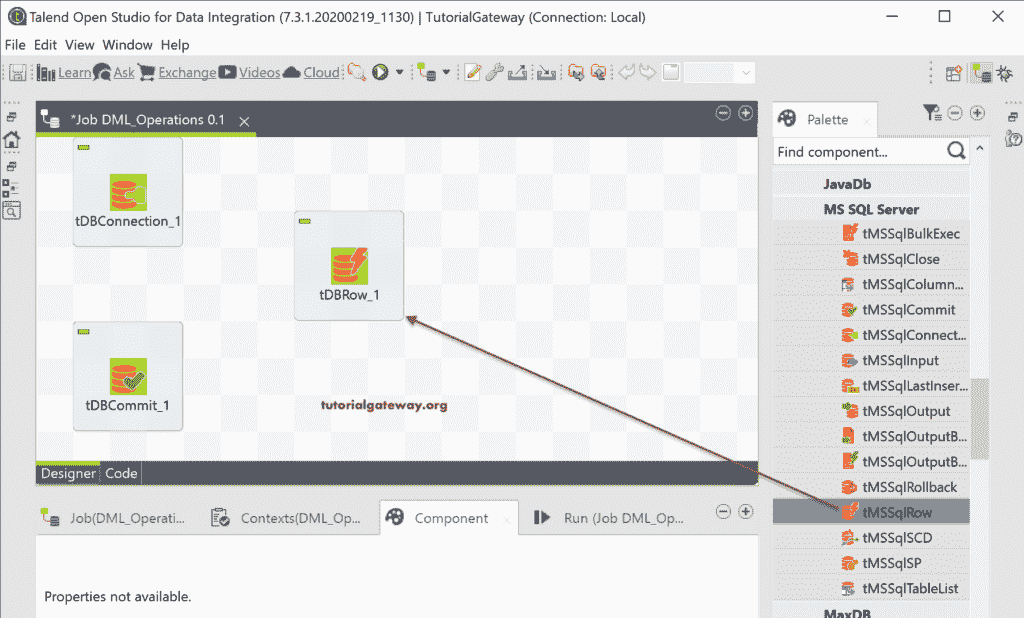 Talend Open Studio for Data Integration (7.3.1.20200219_1130) | TutorialGateway (Connection: Local)
File Edit View Window Help
Learn Ask Exchange Videos Cloud
*Job DML_Operations 0.1
Palette
Find component...
tDBConnection_1
tDBRow_1
tDBCommit_1
tutorialgateway.org
JavaDb
MS SQL Server
tMSSqlBulkExec
tMSSqlClose
tMSSqlColumn...
tMSSqlCommit
tMSSqlConnect...
tMSSqlInput
tMSSqlLastInser...
tMSSqlOutput
tMSSqlOutputB...
tMSSqlOutputB...
tMSSqlRollback
tMSSqlRow
tMSSqlSCD
tMSSqlSP
tMSSqlTableList
MaxDB
Designer Code
Job(DML_Operati... Contexts(DML_Op... Component Run (Job DML_Op...
Properties not available.